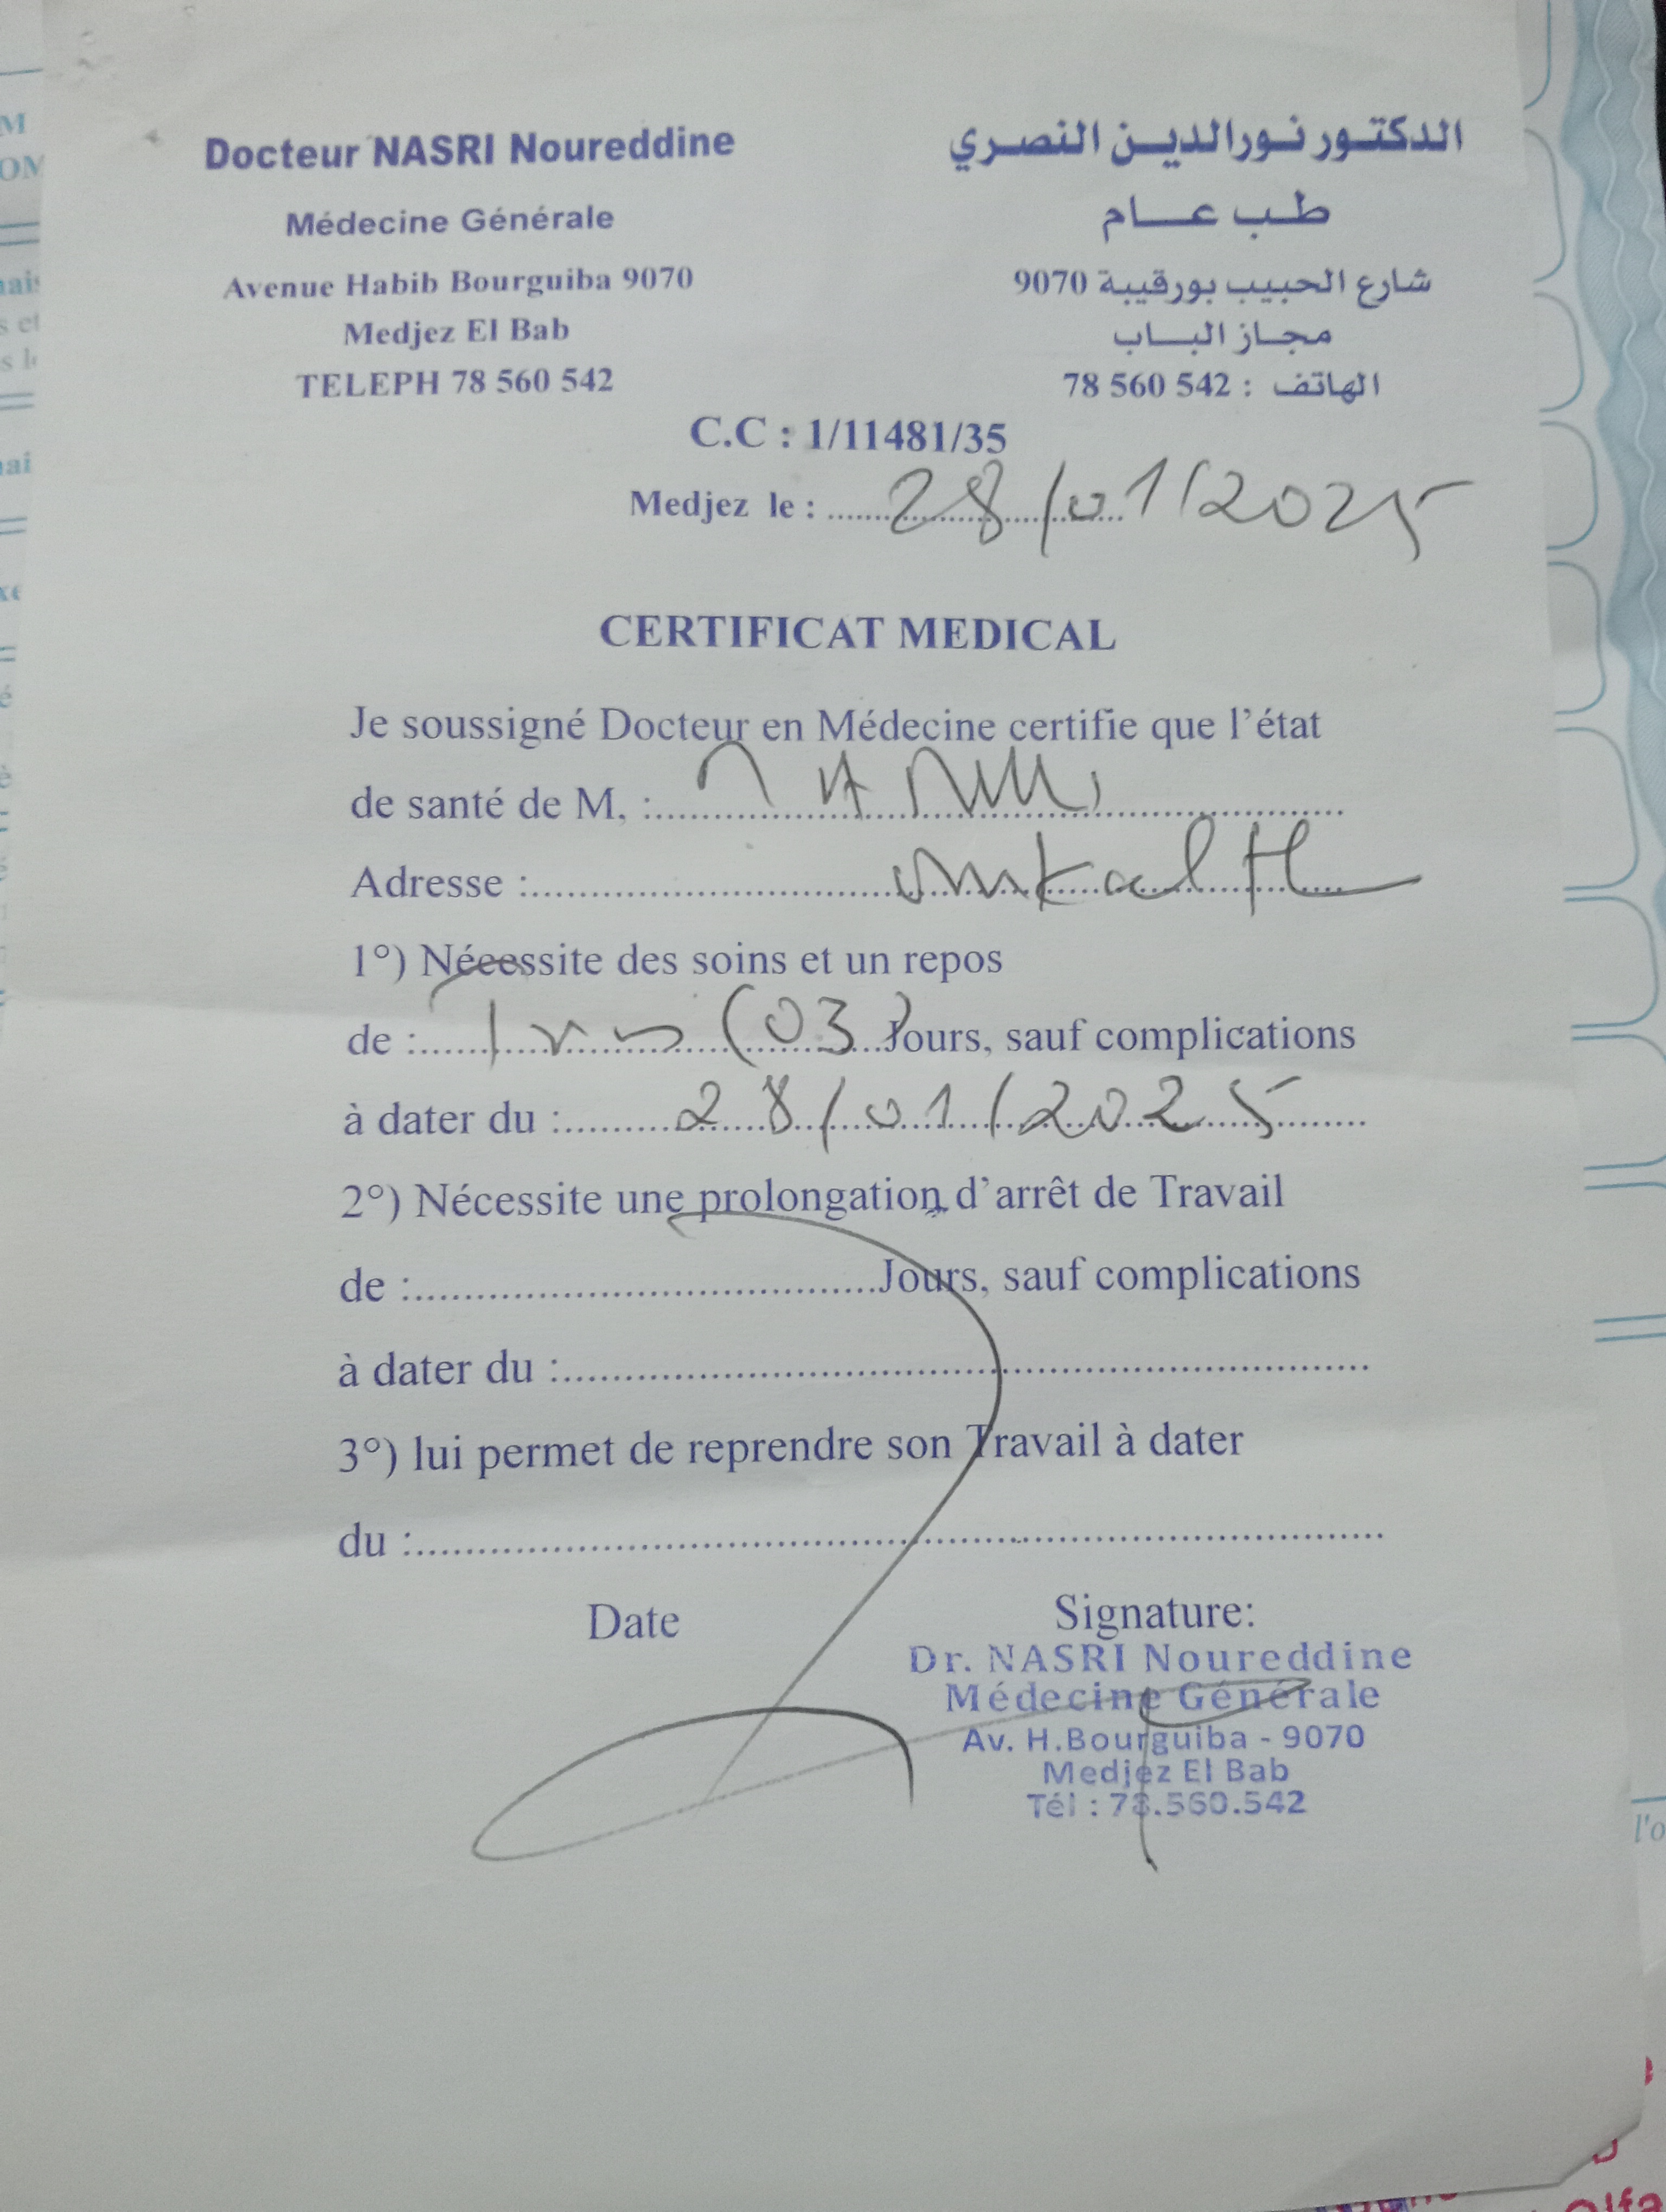 Docteur NASRI Noureddine
Médecine Générale
Avenue Habib Bourguiba 9070
Medjez El Bab
TELEPH 78 560 542
الدكتور نورالدين النصري
طب عام
شارع الحبيب بورقيبة 9070
مجاز الباب
الهاتف : 542 560 78
C.C : 1/11481/35
Medjez le : 28/01/2025
CERTIFICAT MEDICAL
Je soussigné Docteur en Médecine certifie que l'état
de santé de M, :
Adresse :
1°) Nécessite des soins et un repos
de : (03) Jours, sauf complications
à dater du : 28/01/2025
2°) Nécessite une prolongation d'arrêt de Travail
de : Jours, sauf complications
à dater du :
3°) lui permet de reprendre son Travail à dater
du :
Date
Signature:
Dr. NASRI Noureddine
Médecine Générale
Av. H.Bourguiba - 9070
Medjez El Bab
Tél : 78.560.542